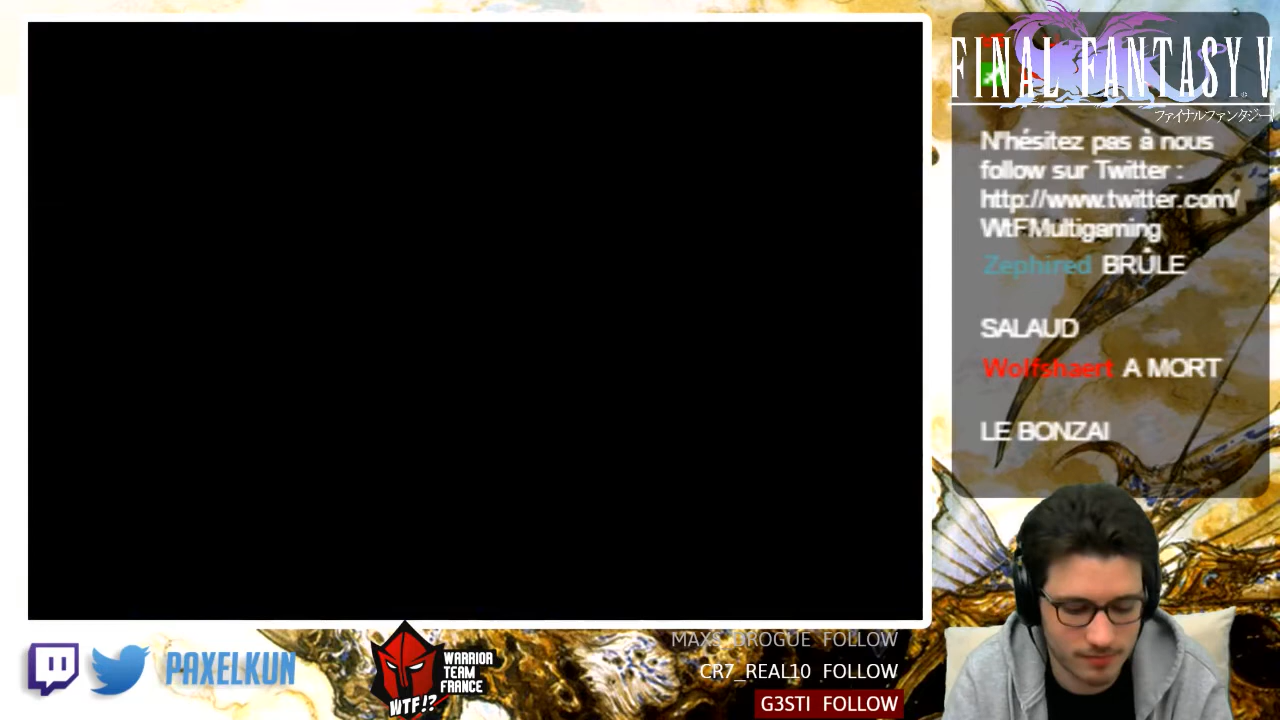 FINAL FANTASY V
ファイナルファンタジーV
N'hésitez pas à nous
follow sur Twitter :
http://www.twitter.com/
WtFMultigaming
Zephired BRÛLE
SALAUD
Wolfshaert A MORT
LE BONZAI
PAXELKUN
WARRIOR
TEAM
FRANCE
WTF!?
FOLLOW
CR7_REAL10 FOLLOW
G3STI FOLLOW